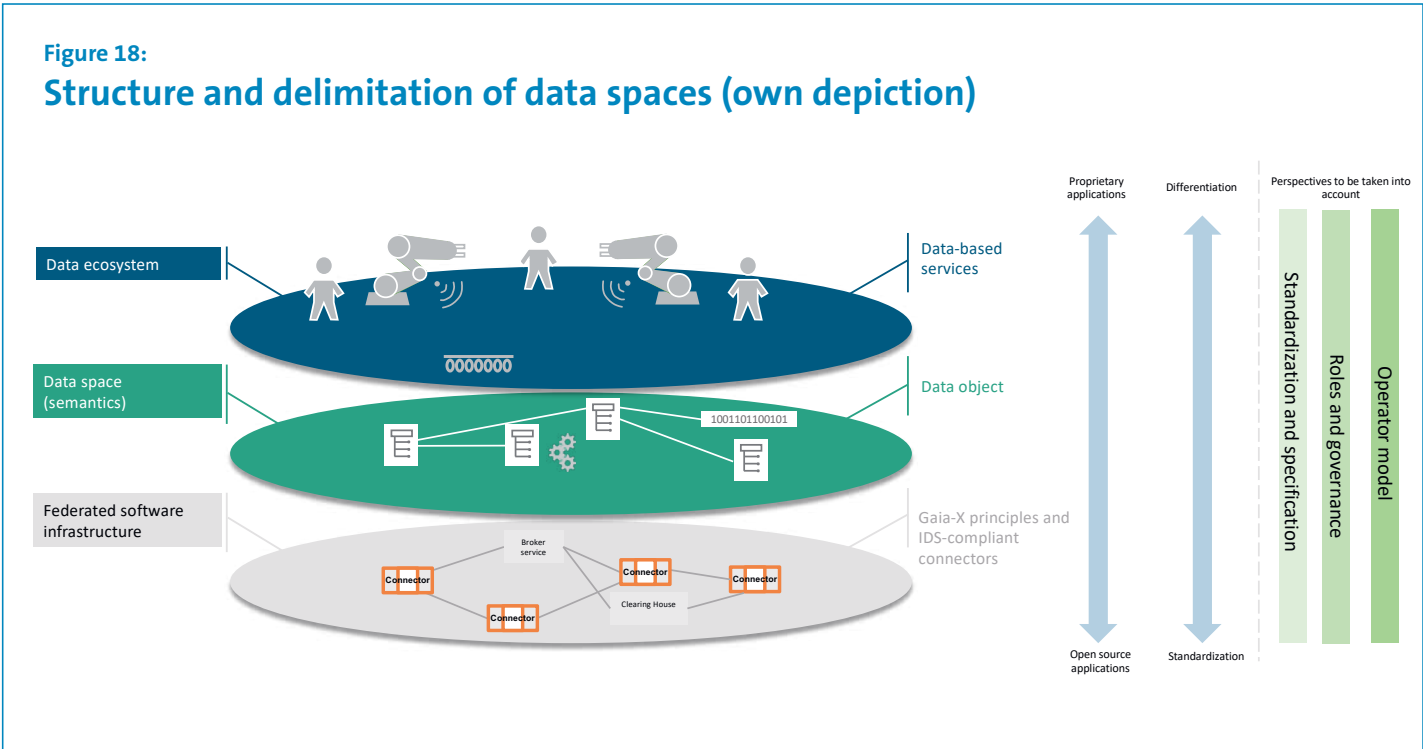 Figure 18:
Structure and delimitation of data spaces (own depiction)
Proprietary
applications
Differentiation
Perspectives to be taken into
account
Data ecosystem
Data-based
services
0000000
Data space
(semantics)
Data object
1001101100101
Federated software
infrastructure
Gaia-X principles and
IDS-compliant
connectors
Broker
service
Connector
Connector
Connector
Connector
Clearing House
Standardization and specification
Roles and governance
Operator model
Open source
applications
Standardization